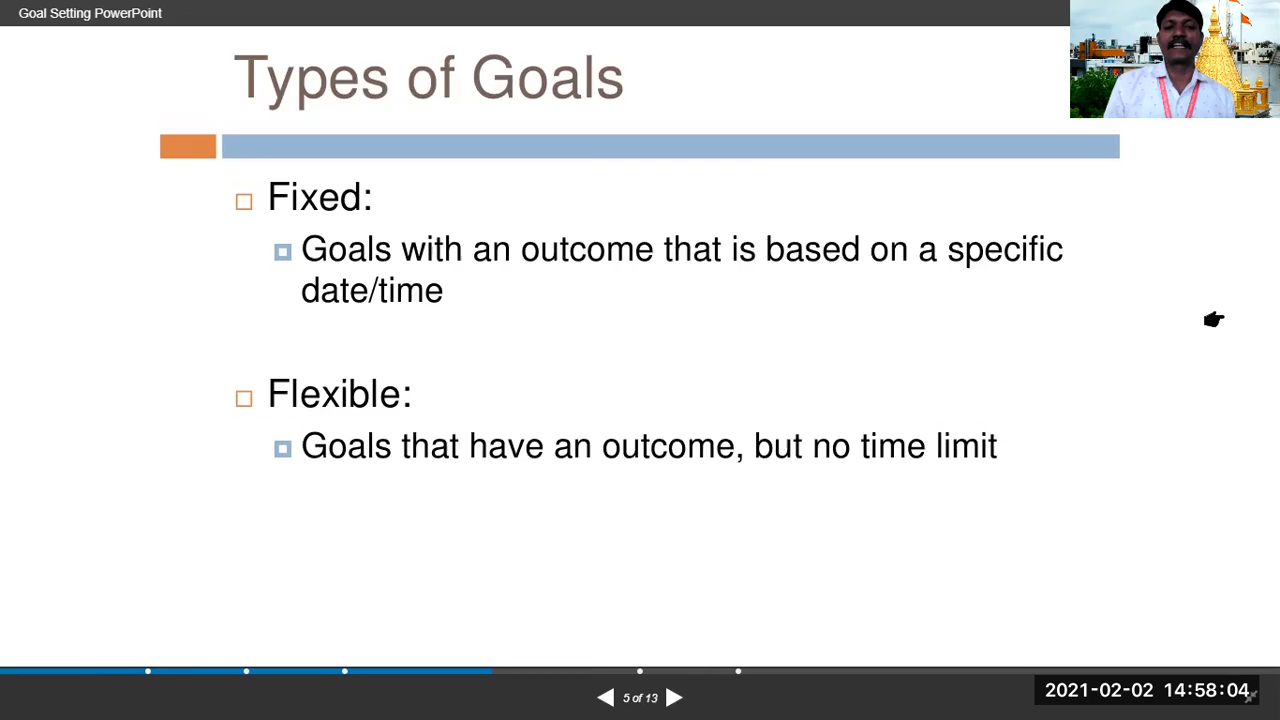 Goal Setting PowerPoint
Types of Goals
Fixed:
Goals with an outcome that is based on a specific
date/time
Flexible:
Goals that have an outcome, but no time limit
5 of 13
2021-02-02 14:58:04